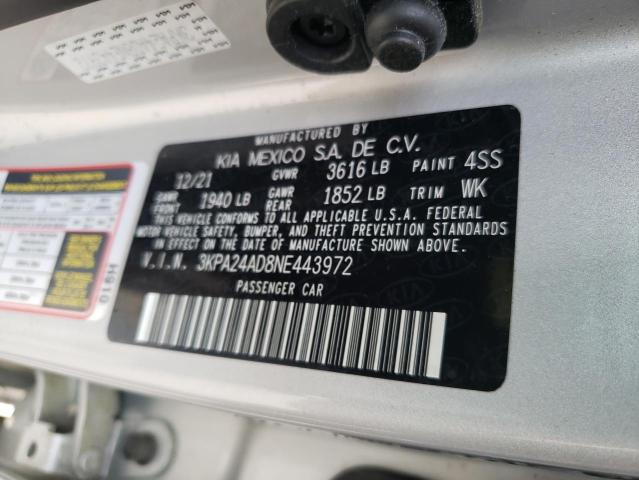 MANUFACTURED BY
KIA MEXICO S.A. DE C.V.
12/21 GVWR 3616 LB PAINT 4SS
GAWR FRONT 1940 LB GAWR REAR 1852 LB TRIM WK
THIS VEHICLE CONFORMS TO ALL APPLICABLE U.S.A. FEDERAL
MOTOR VEHICLE SAFETY, BUMPER, AND THEFT PREVENTION STANDARDS
IN EFFECT ON THE DATE OF MANUFACTURE SHOWN ABOVE.
V.I.N. 3KPA24AD8NE443972
PASSENGER CAR